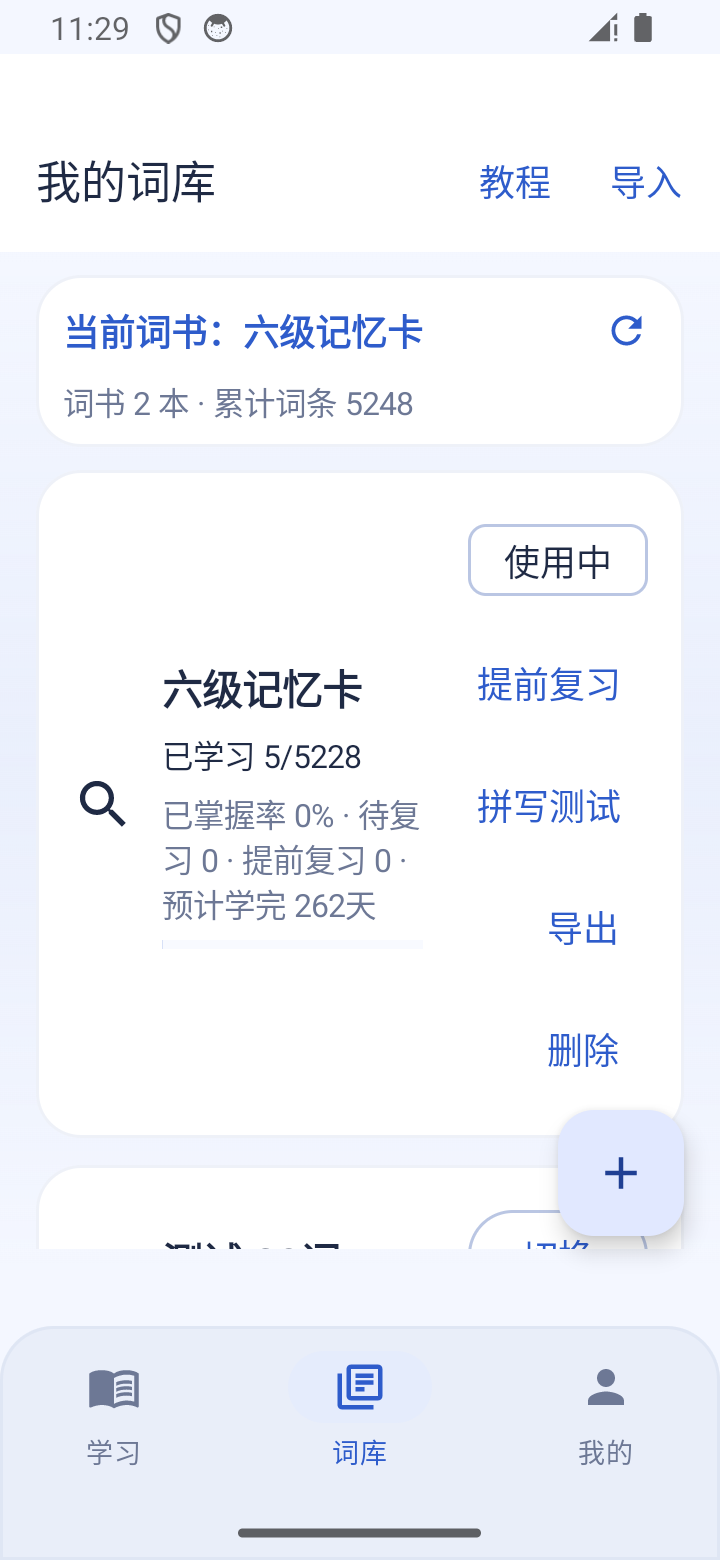 11:29
我的词库
教程
导入
当前词书：六级记忆卡
词书 2 本 · 累计词条 5248
使用中
六级记忆卡
已学习 5/5228
已掌握率 0% · 待复
习 0 · 提前复习 0 ·
预计学完 262天
提前复习
拼写测试
导出
删除
切换
学习
词库
我的